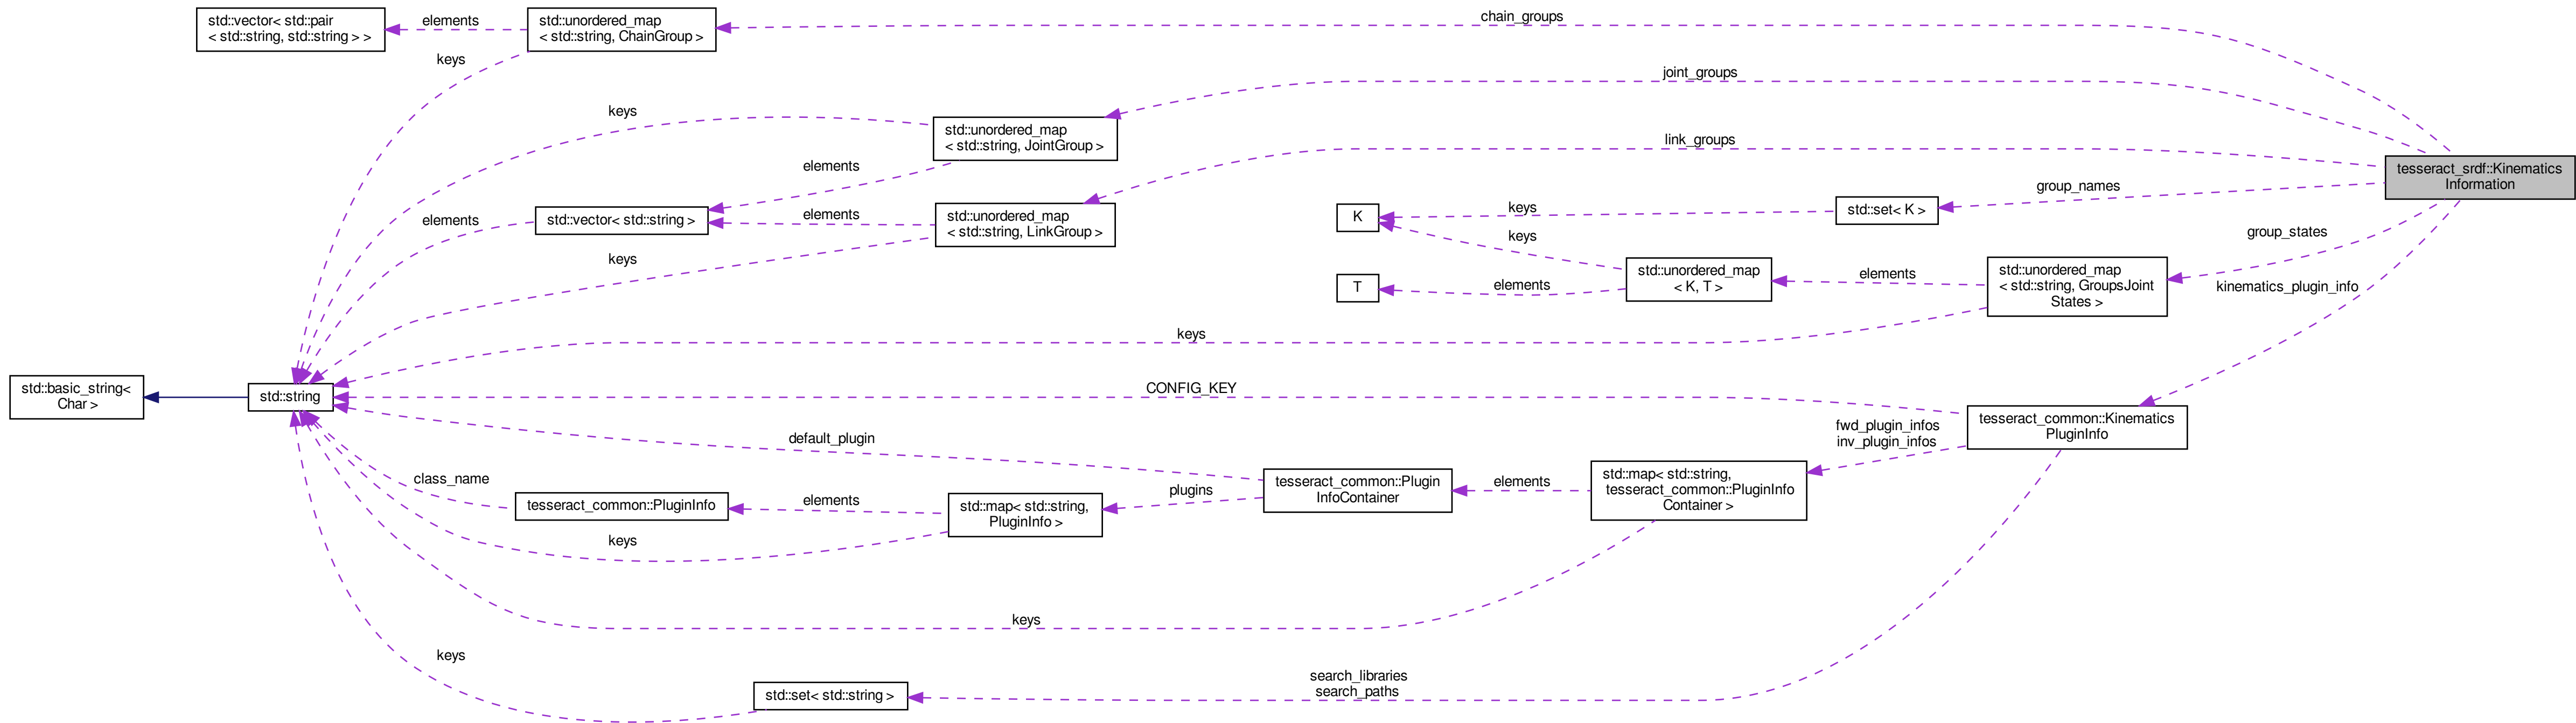 std::vector< std::pair
< std::string, std::string > >
elements
std::unordered_map
< std::string, ChainGroup >
chain_groups
keys
joint_groups
keys
std::unordered_map
< std::string, JointGroup >
link_groups
elements
tesseract_srdf::Kinematics
Information
group_names
elements
std::vector< std::string >
elements
std::unordered_map
< std::string, LinkGroup >
K
keys
std::set< K >
keys
group_states
keys
T
elements
std::unordered_map
< K, T >
elements
std::unordered_map
< std::string, GroupsJoint
States >
kinematics_plugin_info
keys
std::basic_string<
Char >
std::string
CONFIG_KEY
tesseract_common::Kinematics
PluginInfo
default_plugin
fwd_plugin_infos
inv_plugin_infos
class_name
tesseract_common::PluginInfo
elements
std::map< std::string,
PluginInfo >
plugins
tesseract_common::Plugin
InfoContainer
elements
std::map< std::string,
tesseract_common::PluginInfo
Container >
keys
keys
keys
std::set< std::string >
search_libraries
search_paths